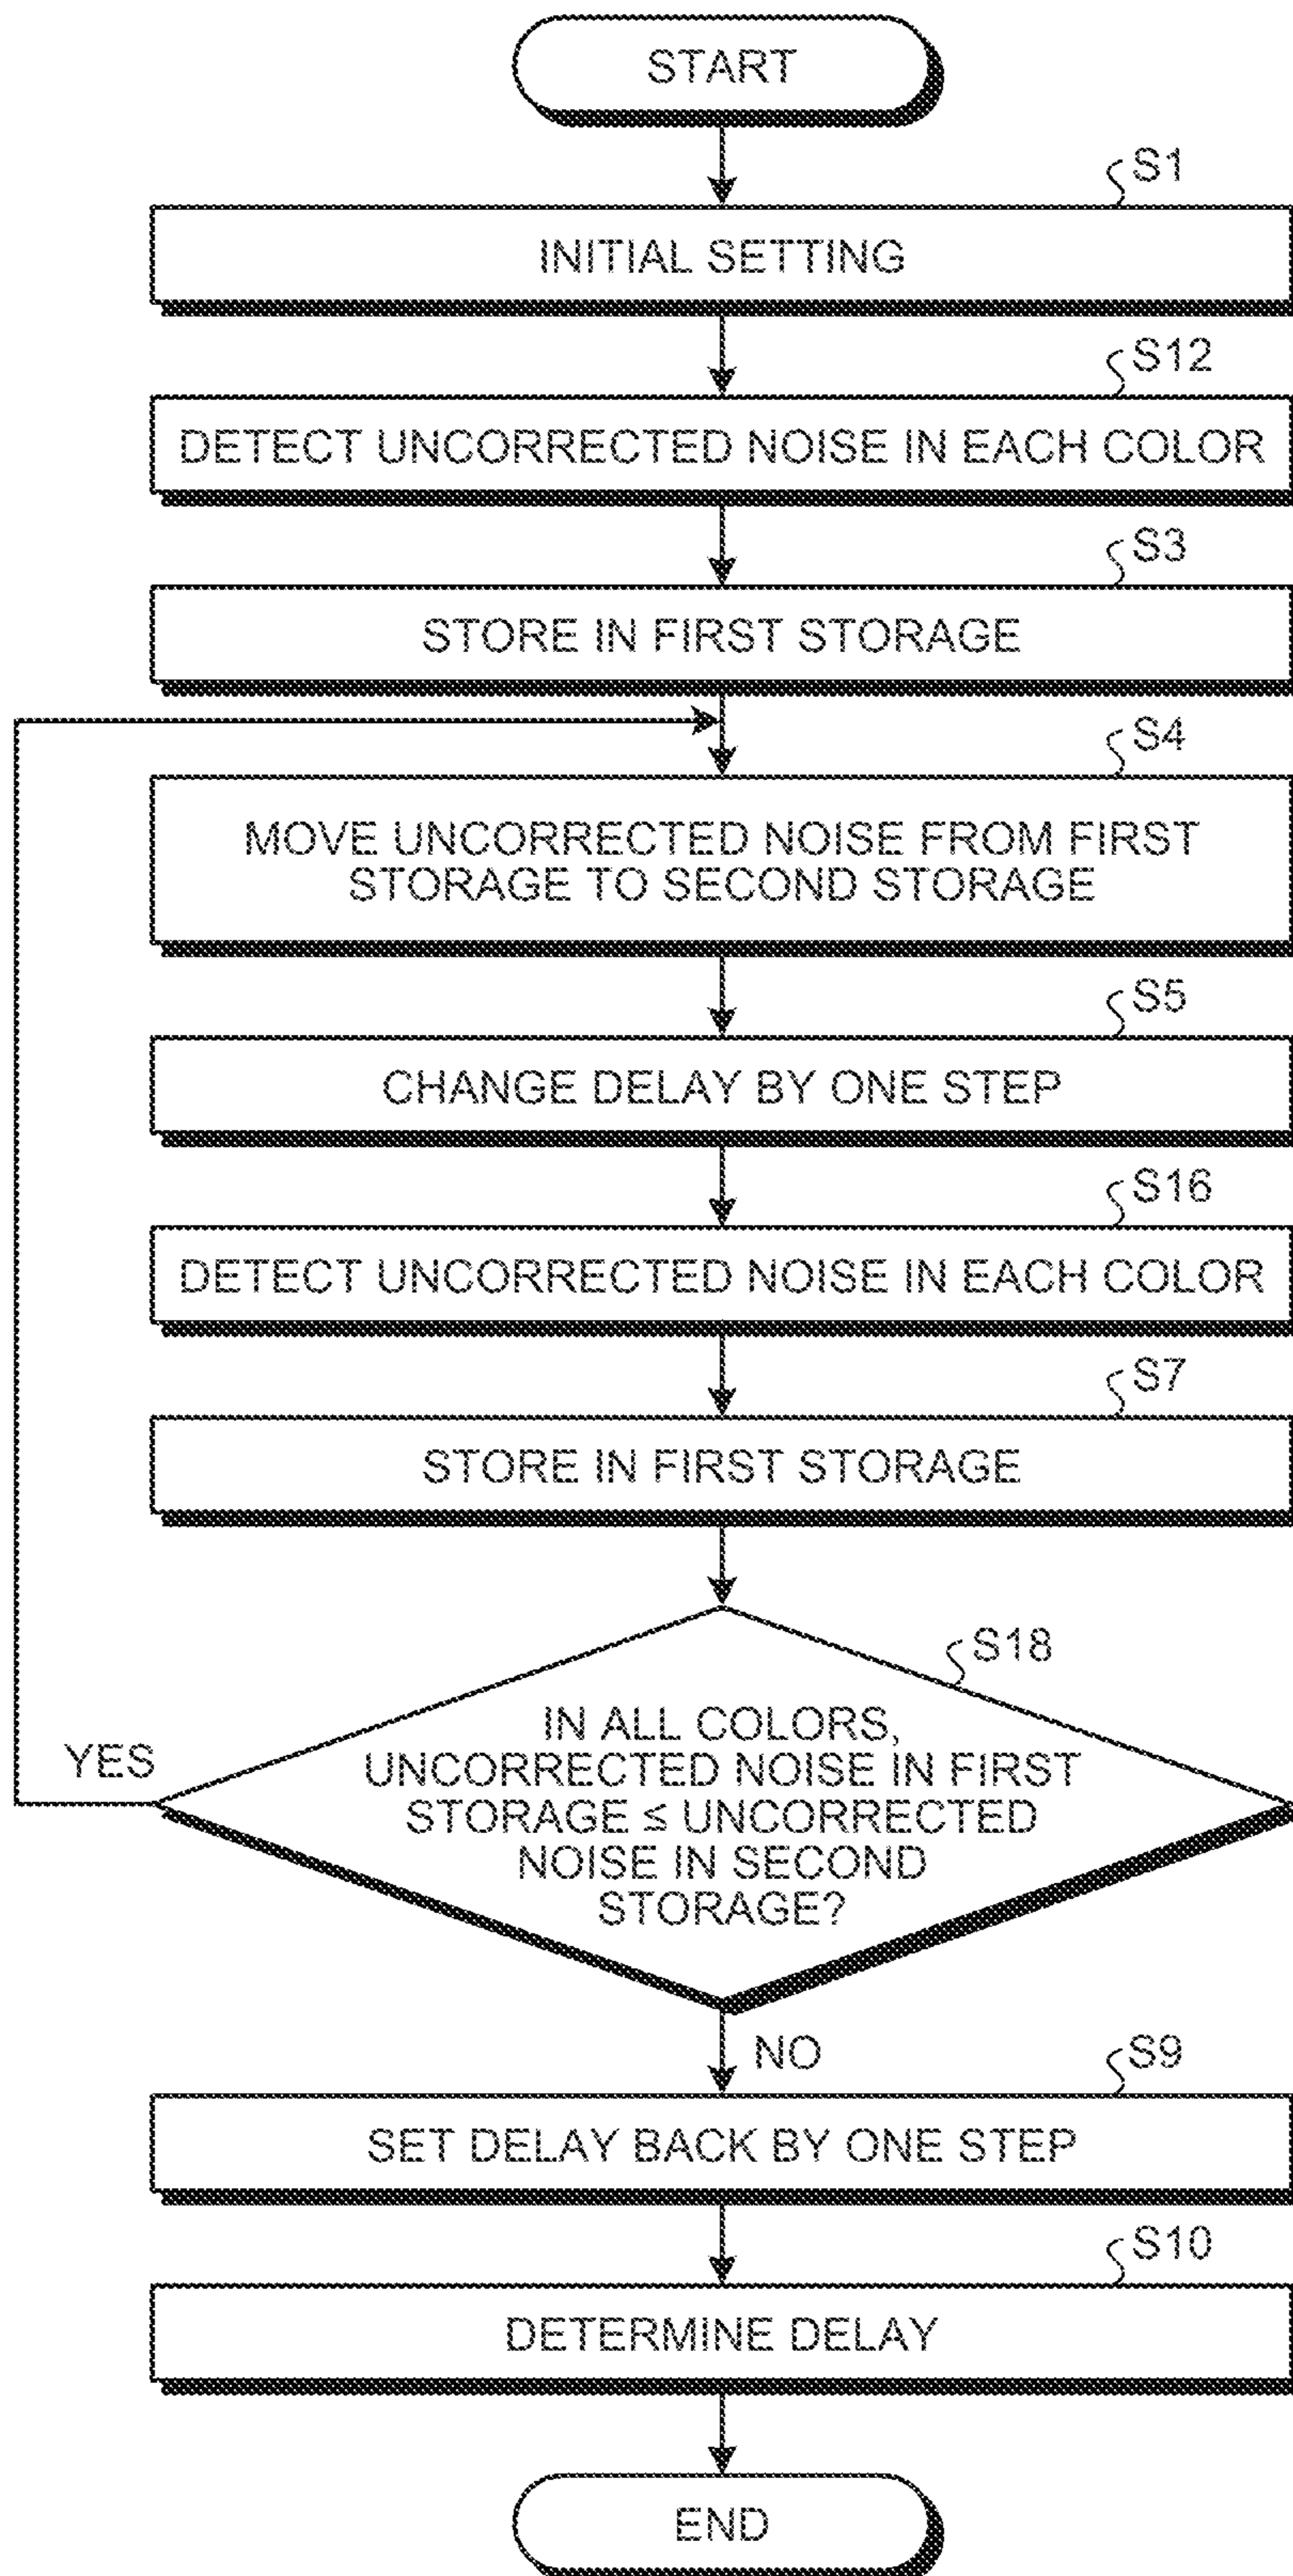 START
S1
INITIAL SETTING
S12
DETECT UNCORRECTED NOISE IN EACH COLOR
S3
STORE IN FIRST STORAGE
S4
MOVE UNCORRECTED NOISE FROM FIRST
STORAGE TO SECOND STORAGE
S5
CHANGE DELAY BY ONE STEP
S16
DETECT UNCORRECTED NOISE IN EACH COLOR
S7
STORE IN FIRST STORAGE
S18
IN ALL COLORS,
UNCORRECTED NOISE IN FIRST
STORAGE ≤ UNCORRECTED
NOISE IN SECOND
STORAGE?
YES
NO
S9
SET DELAY BACK BY ONE STEP
S10
DETERMINE DELAY
END